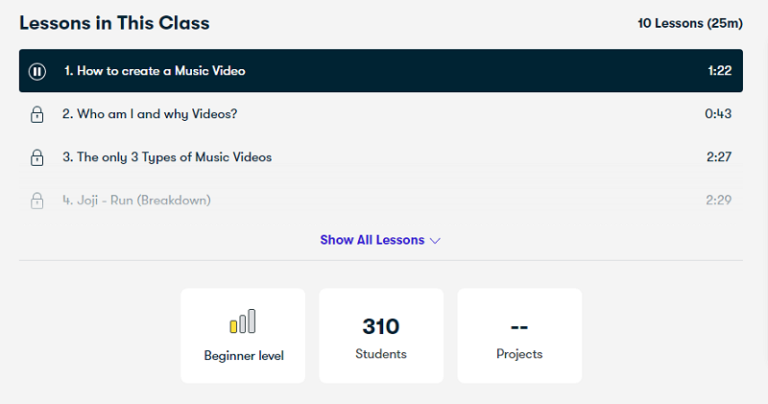 Lessons in This Class
10 Lessons (25m)
1. How to create a Music Video 1:22
2. Who am I and why Videos? 0:43
3. The only 3 Types of Music Videos 2:27
4. Joji - Run (Breakdown) 2:29
Show All Lessons
Beginner level
310
Students
--
Projects